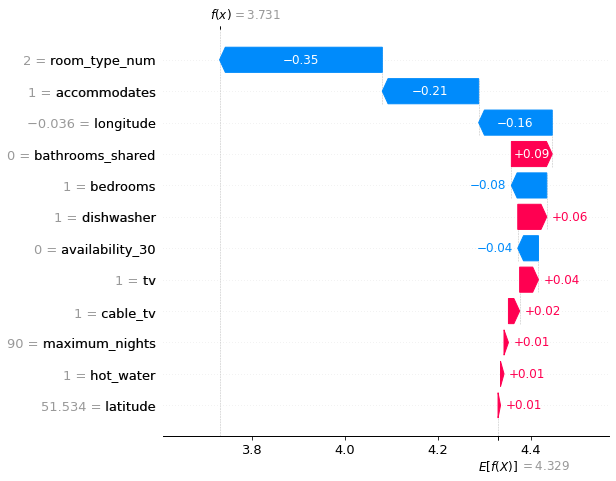 f(x) = 3.731
2 = room_type_num −0.35
1 = accommodates −0.21
−0.036 = longitude −0.16
0 = bathrooms_shared +0.09
1 = bedrooms −0.08
1 = dishwasher +0.06
0 = availability_30 −0.04
1 = tv +0.04
1 = cable_tv +0.02
90 = maximum_nights +0.01
1 = hot_water +0.01
51.534 = latitude +0.01
3.8 4.0 4.2 4.4
E[f(X)] = 4.329